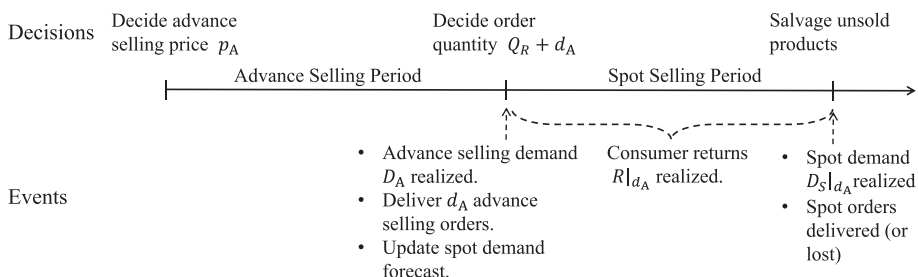 Decisions
Decide advance
selling price p_A
Decide order
quantity Q_R + d_A
Salvage unsold
products
Advance Selling Period
Spot Selling Period
Events
• Advance selling demand
D_A realized.
• Deliver d_A advance
selling orders.
• Update spot demand
forecast.
Consumer returns
R|_{d_A} realized.
• Spot demand
D_S|_{d_A} realized
• Spot orders
delivered (or
lost)